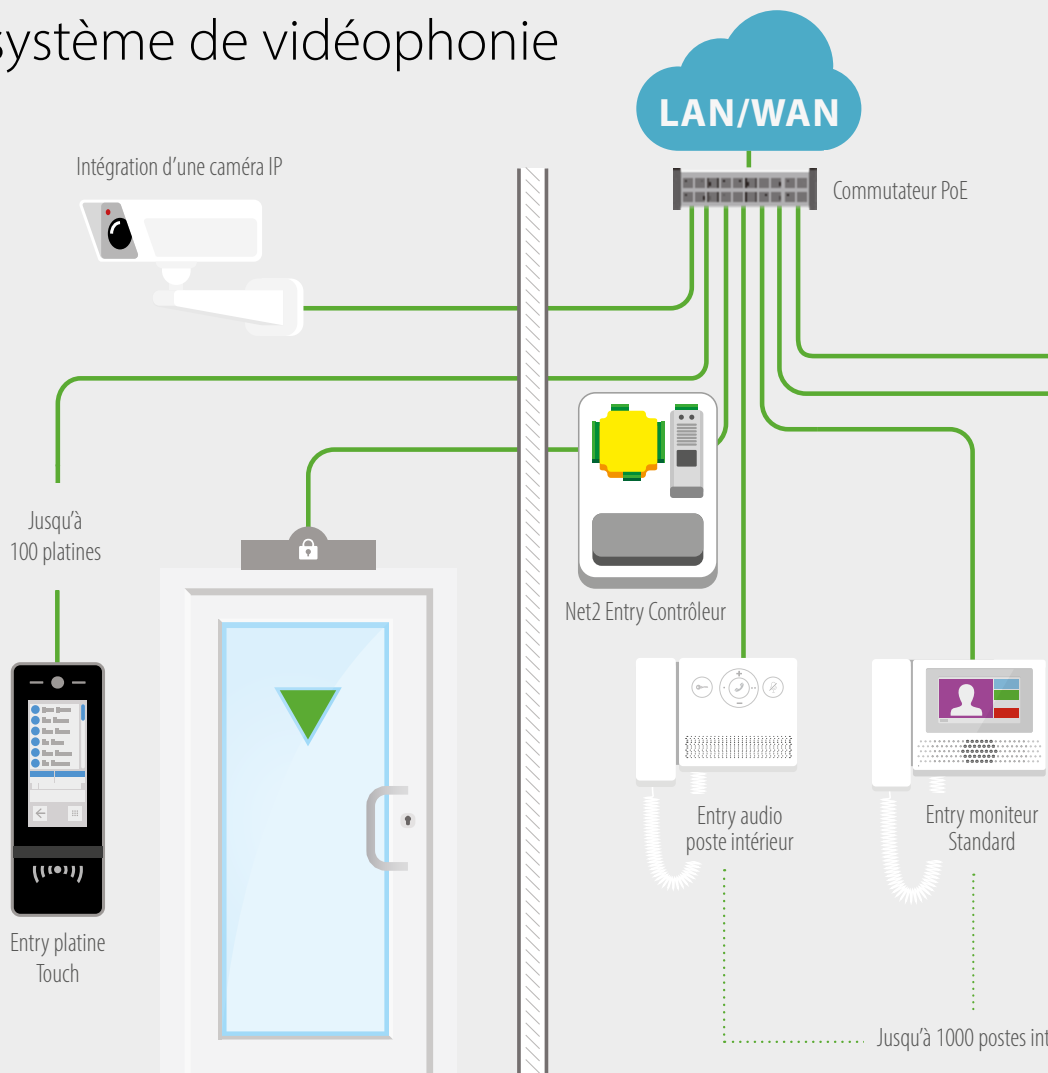 système de vidéophonie
LAN/WAN
Intégration d'une caméra IP
Commutateur PoE
Jusqu'à
100 platines
Net2 Entry Contrôleur
Entry audio
poste intérieur
Entry moniteur
Standard
Entry platine
Touch
Jusqu'à 1000 postes int